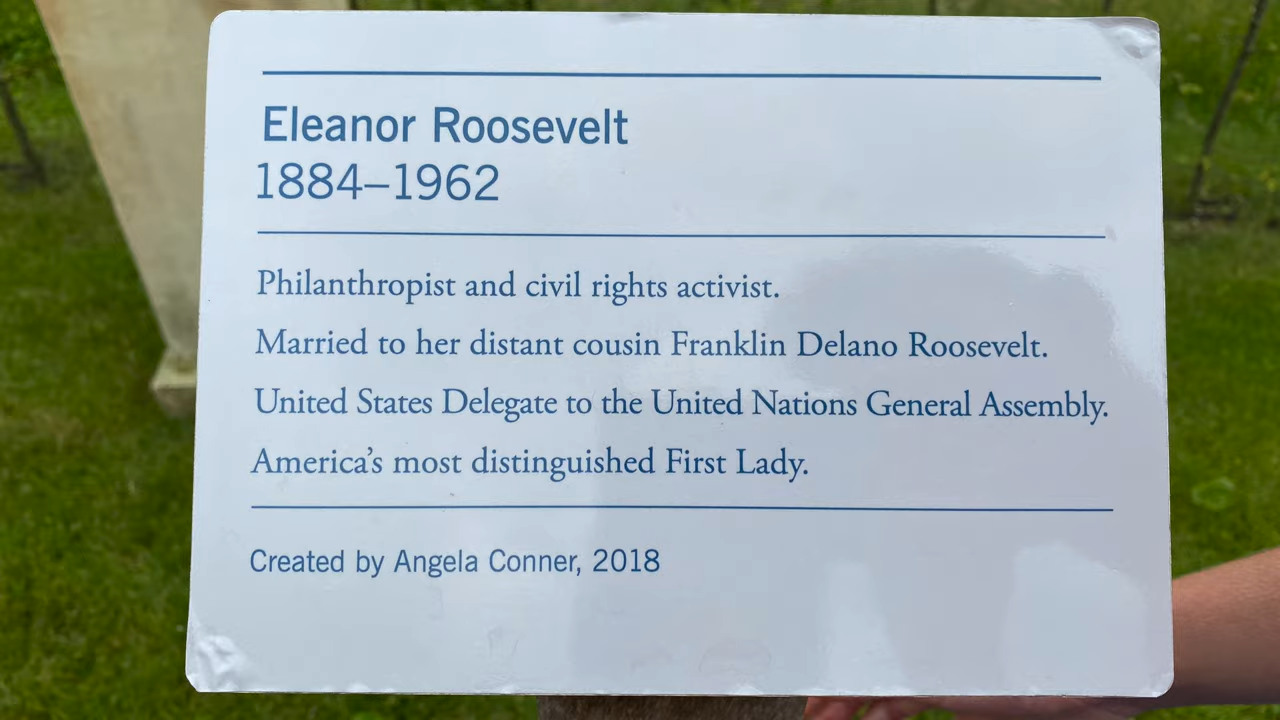 Eleanor Roosevelt
1884–1962
Philanthropist and civil rights activist.
Married to her distant cousin Franklin Delano Roosevelt.
United States Delegate to the United Nations General Assembly.
America’s most distinguished First Lady.
Created by Angela Conner, 2018